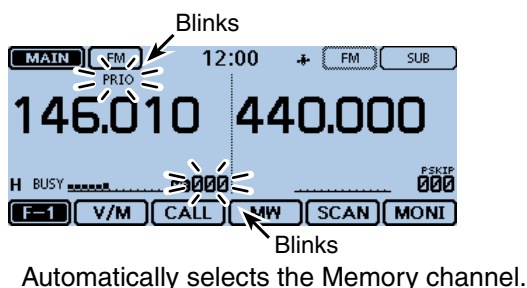 Blinks
MAIN FM 12:00 FM SUB
PRIO
146.010 440.000
PSKIP
H BUSY 000 000
F-1 V/M CALL MW SCAN MONI
Blinks
Automatically selects the Memory channel.